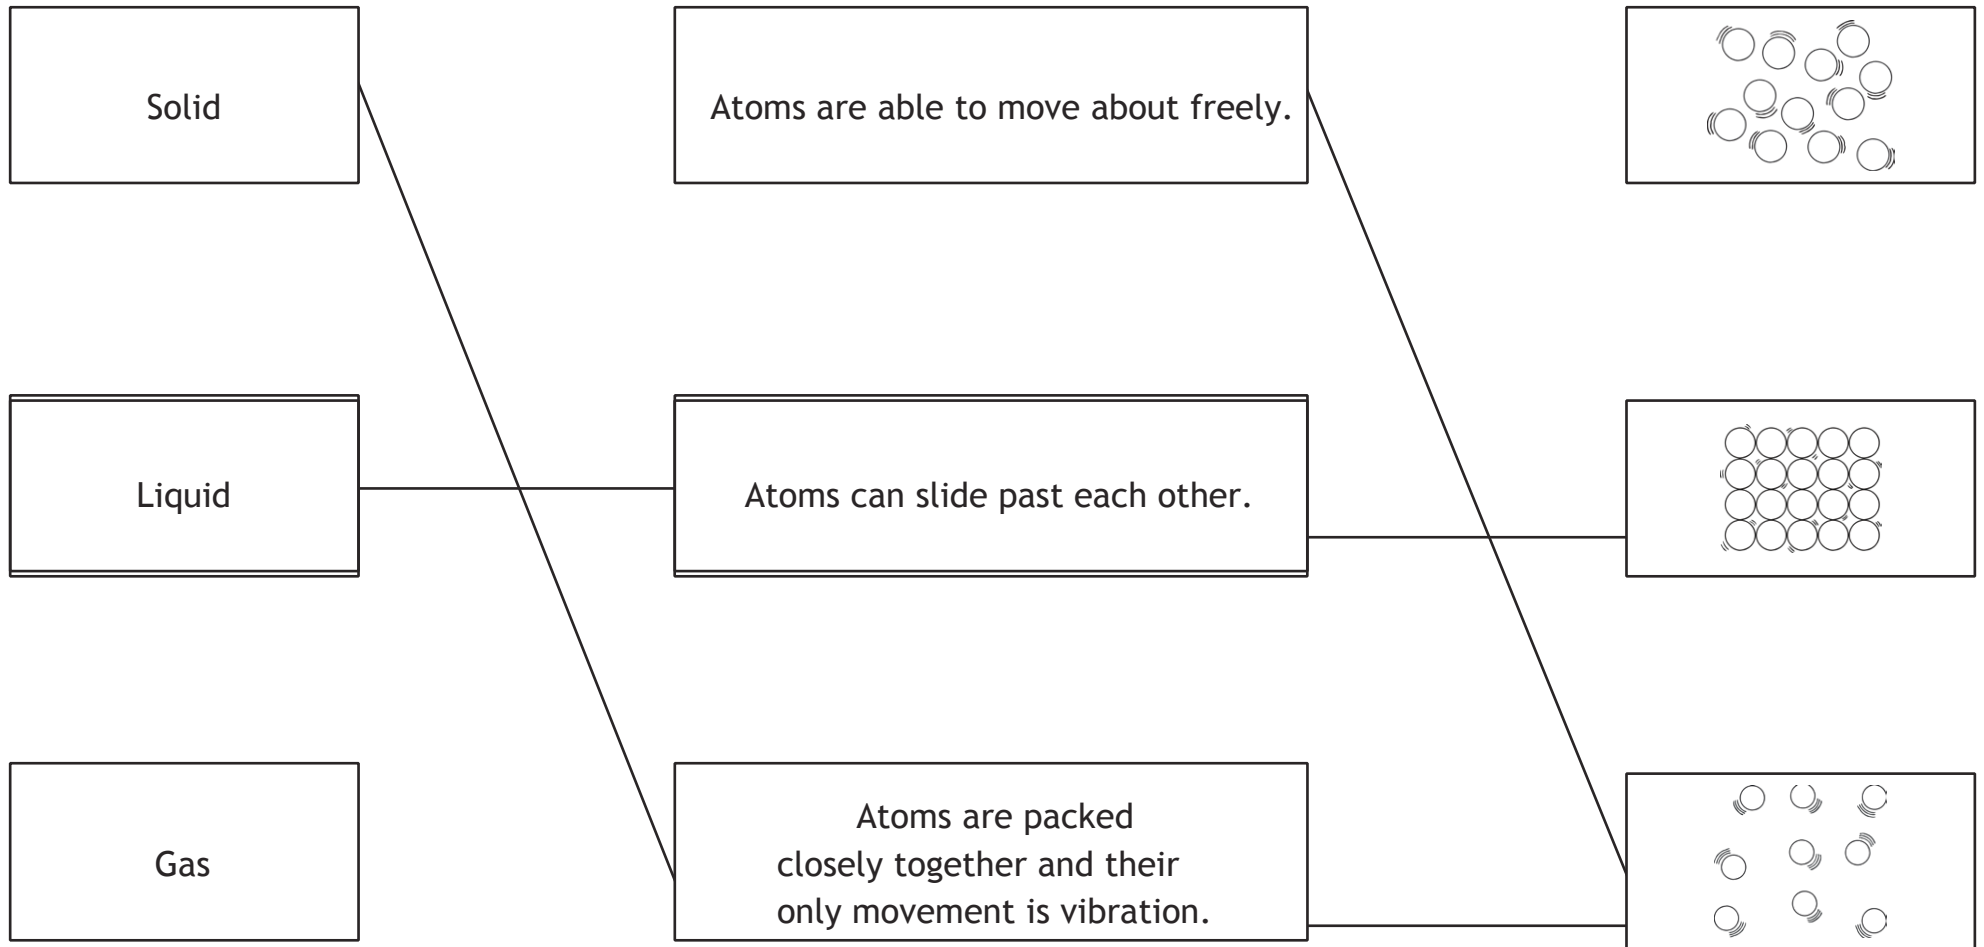 Solid
Atoms are able to move about freely.
Liquid
Atoms can slide past each other.
Gas
Atoms are packed
closely together and their
only movement is vibration.